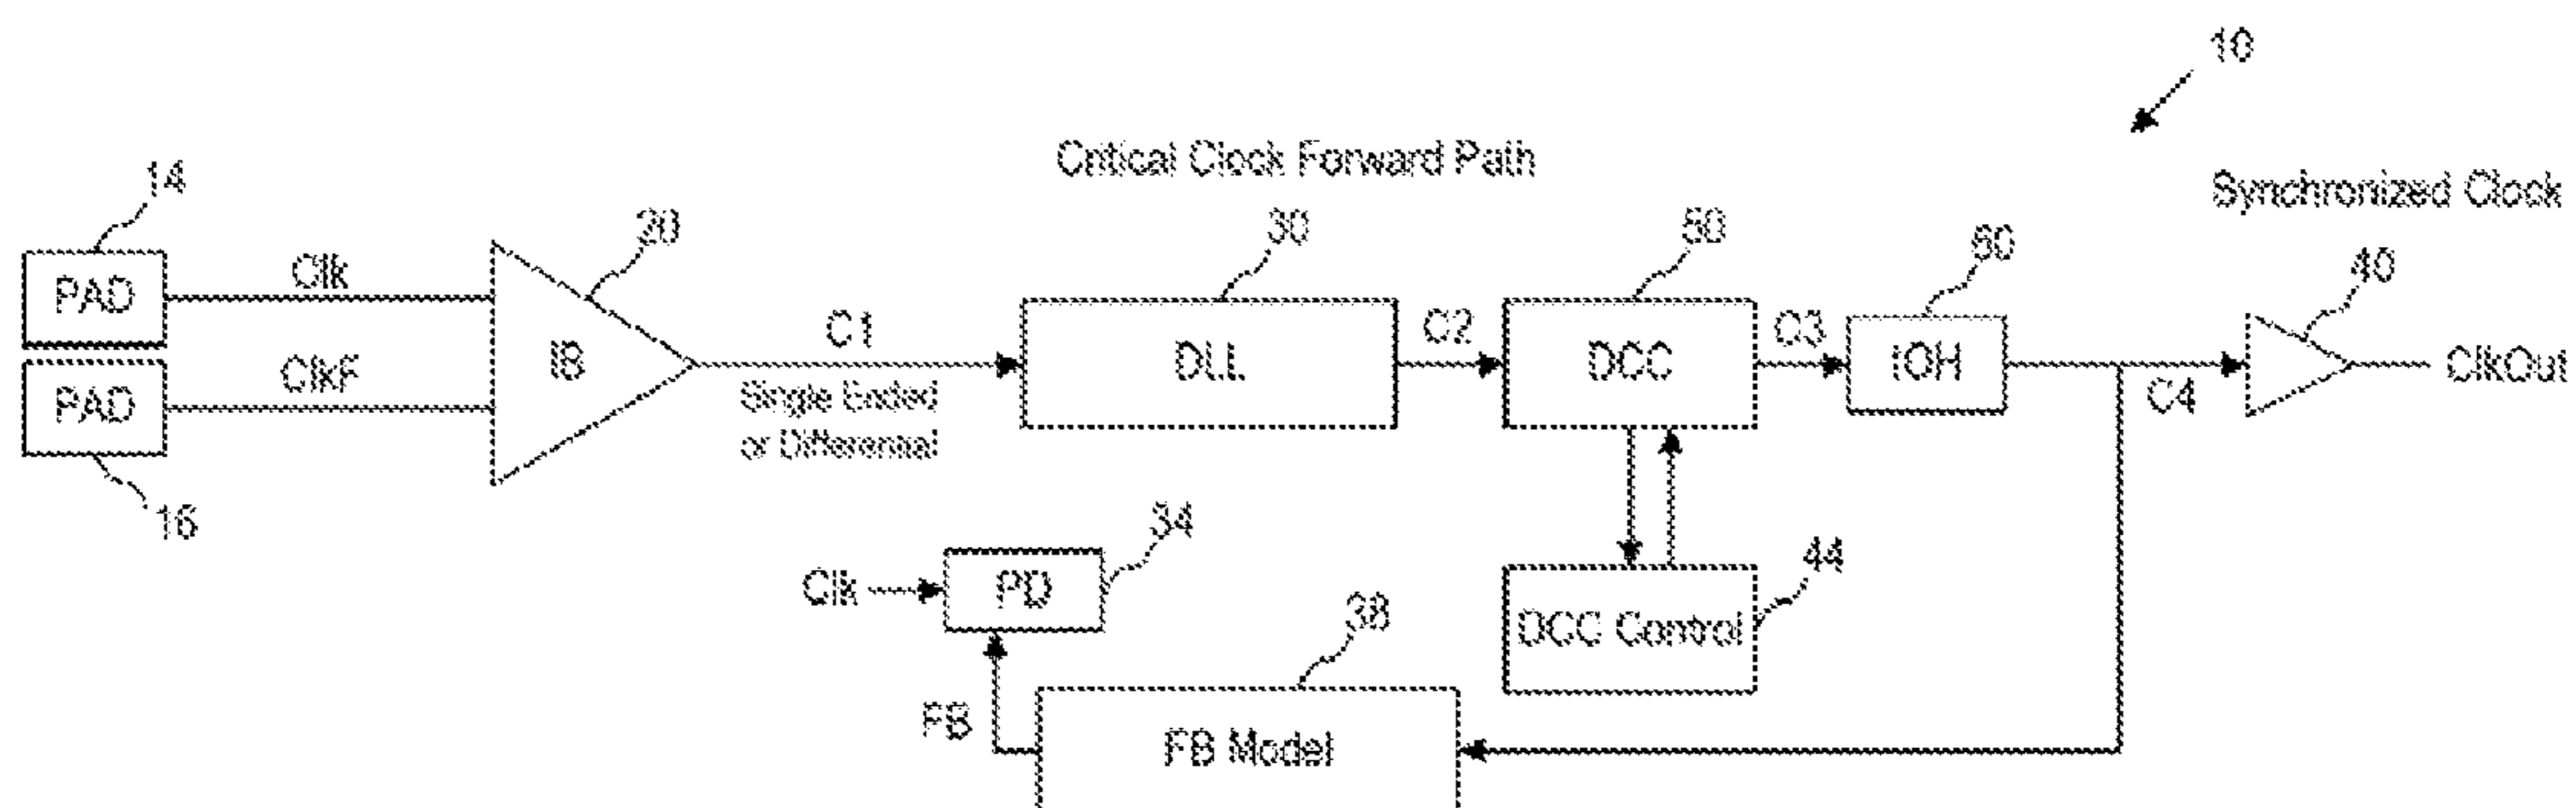 10
Critical Clock Forward Path
Synchronized Clock
14
20
30
50
60
40
PAD
Clk
IB
C1
DLL
C2
DCC
C3
IOH
C4
ClkOut
PAD
ClkF
Single Ended
or Differential
16
34
Clk
PD
44
DCC Control
38
FB
FB Model